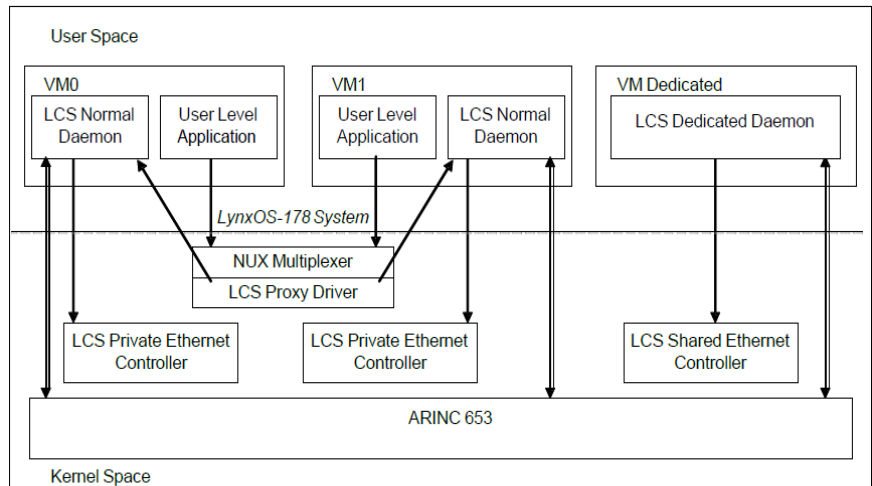 User Space
VM0
LCS Normal
Daemon
User Level
Application
VM1
User Level
Application
LCS Normal
Daemon
VM Dedicated
LCS Dedicated Daemon
LynxOS-178 System
NUX Multiplexer
LCS Proxy Driver
LCS Private Ethernet
Controller
LCS Private Ethernet
Controller
LCS Shared Ethernet
Controller
ARINC 653
Kernel Space